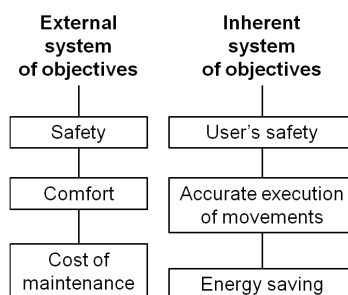 External
system
of objectives
Safety
Comfort
Cost of
maintenance
Inherent
system
of objectives
User's safety
Accurate execution
of movements
Energy saving